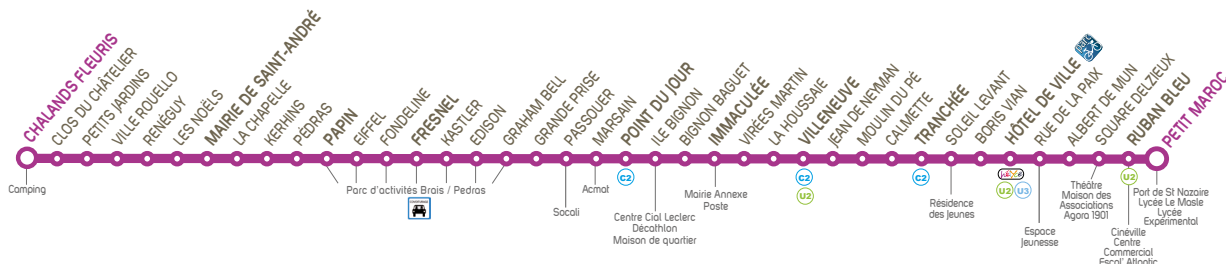 CHALANDS FLEURIS
CLOS DU CHÂTELIER
PETITS JARDINS
VILLE ROUELLO
RENÉGUY
LES NOËLS
MAIRIE DE SAINT-ANDRÉ
LA CHAPELLE
KERHINS
PEDRAS
PAPIN
EIFFEL
FONDELINE
FRESNEL
KASTLER
EDISON
GRAHAM BELL
GRANDE PRISE
PASSOUER
MARSAIN
POINT DU JOUR
ILE BIGNON
BIGNON BAGUET
IMMACULÉE
VIRÉES MARTIN
LA HOUSSAIE
VILLENEUVE
JEAN DE NEYMAN
MOULIN DU PÉ
CALMETTE
TRANCHÉE
SOLEIL LEVANT
BORIS VIAN
HÔTEL DE VILLE
RUE DE LA PAIX
ALBERT DE MUN
SQUARE DELZIEUX
RUBAN BLEU
PETIT MAROC
Camping
Parc d'activités Brais / Pedras
Socali
Acmat
C2
Centre Cial Leclerc
Décathlon
Maison de quartier
Mairie Annexe
Poste
C2
U2
C2
Résidence
des Jeunes
U2 U3
Espace
Jeunesse
Théâtre
Maison des
Associations
Agora 1901
U2
Cinéville
Centre
Commercial
Escal' Atlantic
Port de St Nazaire
Lycée Le Masle
Lycée
Expérimental